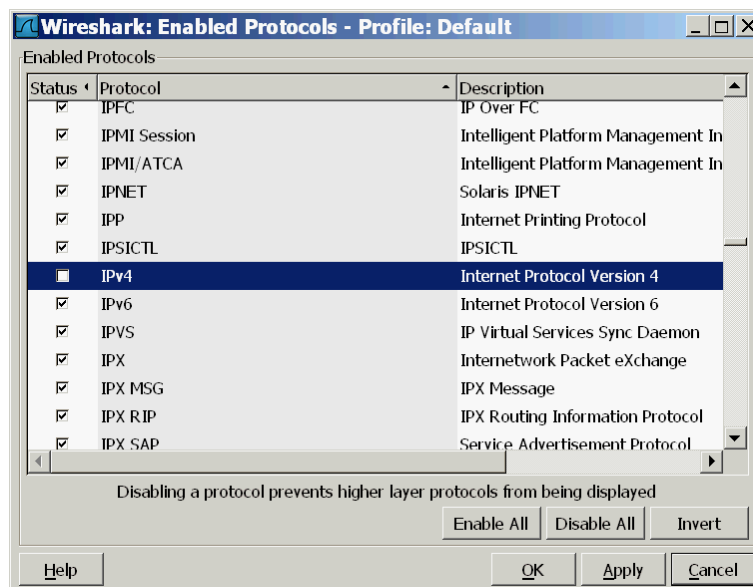 Wireshark: Enabled Protocols - Profile: Default
Enabled Protocols
Status Protocol Description
IPFC IP Over FC
IPMI Session Intelligent Platform Management In
IPMI/ATCA Intelligent Platform Management In
IPNET Solaris IPNET
IPP Internet Printing Protocol
IPSICTL IPSICTL
IPv4 Internet Protocol Version 4
IPv6 Internet Protocol Version 6
IPVS IP Virtual Services Sync Daemon
IPX Internetwork Packet eXchange
IPX MSG IPX Message
IPX RIP IPX Routing Information Protocol
IPX SAP Service Advertisement Protocol
Disabling a protocol prevents higher layer protocols from being displayed
Enable All Disable All Invert
Help OK Apply Cancel